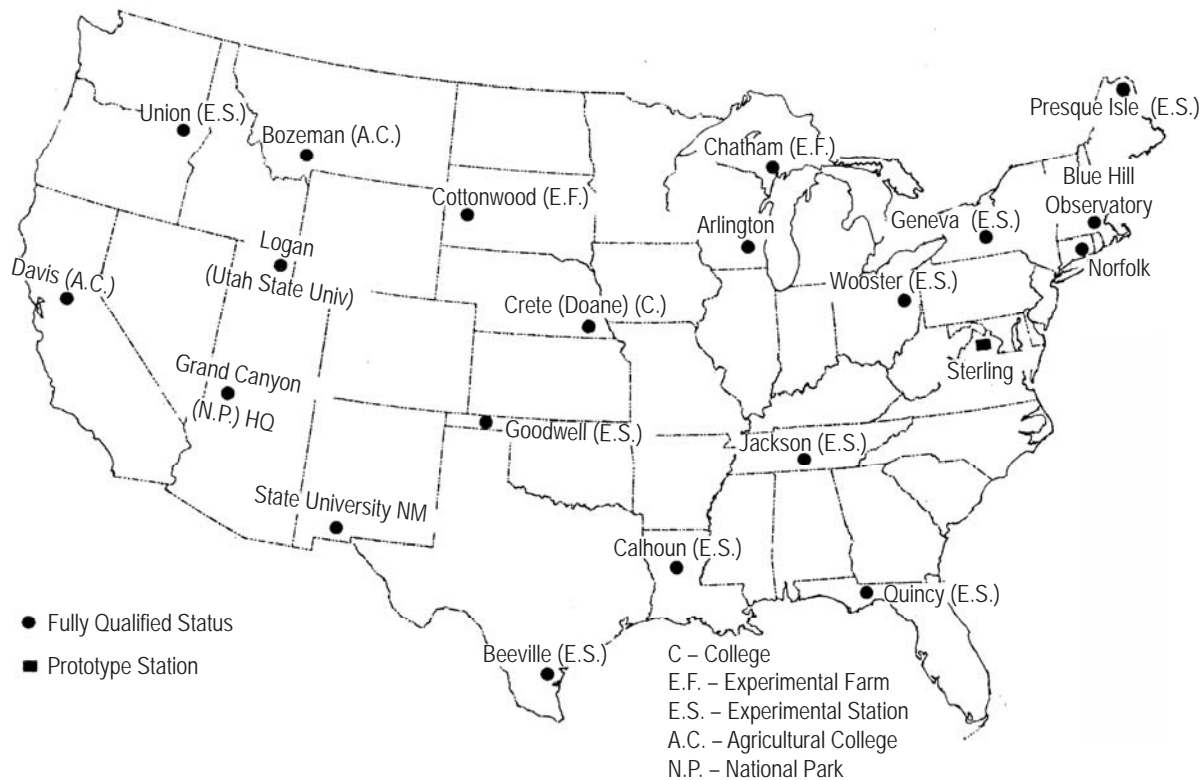 Presque Isle (E.S.)
Union (E.S.)
Bozeman (A.C.)
Chatham (E.F.)
Blue Hill
Observatory
Cottonwood (E.F.)
Arlington
Geneva (E.S.)
Logan
(Utah State Univ)
Norfolk
Davis (A.C.)
Wooster (E.S.)
Crete (Doane) (C.)
Sterling
Grand Canyon
(N.P.) HQ
Goodwell (E.S.)
Jackson (E.S.)
State University NM
Calhoun (E.S.)
Quincy (E.S.)
Beeville (E.S.)
Fully Qualified Status
Prototype Station
C – College
E.F. – Experimental Farm
E.S. – Experimental Station
A.C. – Agricultural College
N.P. – National Park